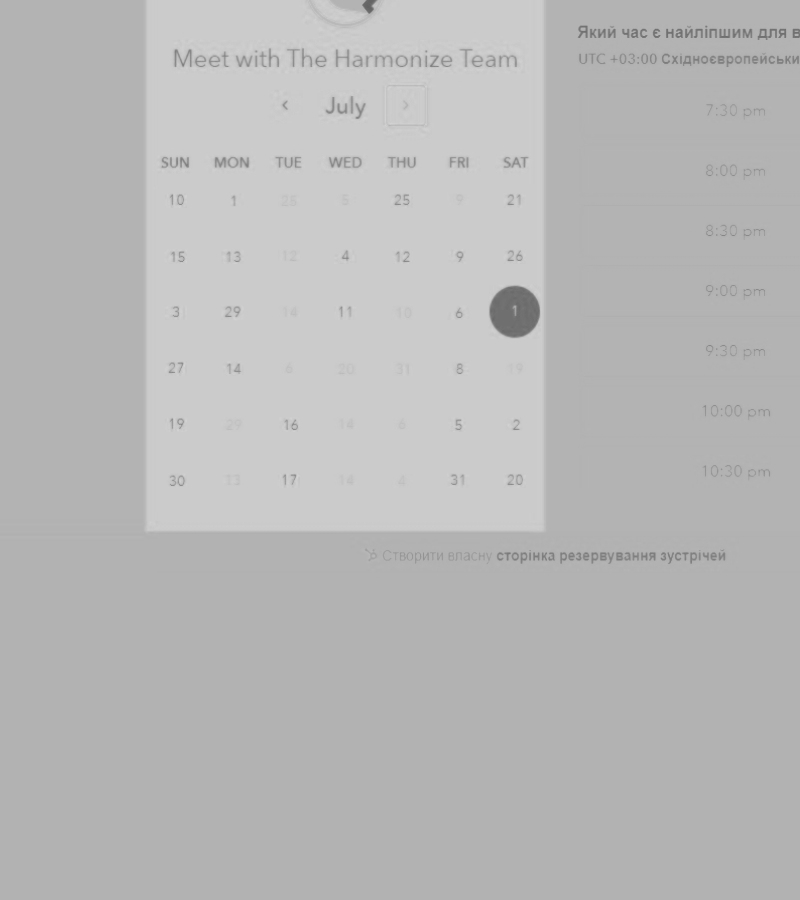 Meet with The Harmonize Team
July
SUN MON TUE WED THU FRI SAT
10 1 5 25 9 21
15 13 12 4 12 9 26
3 29 14 11 10 6 1
27 14 6 20 31 8 19
19 29 16 14 6 5 2
30 13 17 14 4 31 20
Який час є найліпшим для в
UTC +03:00 Східноєвропейськи
7:30 pm
8:00 pm
8:30 pm
9:00 pm
9:30 pm
10:00 pm
10:30 pm
Створити власну сторінка резервування зустрічей